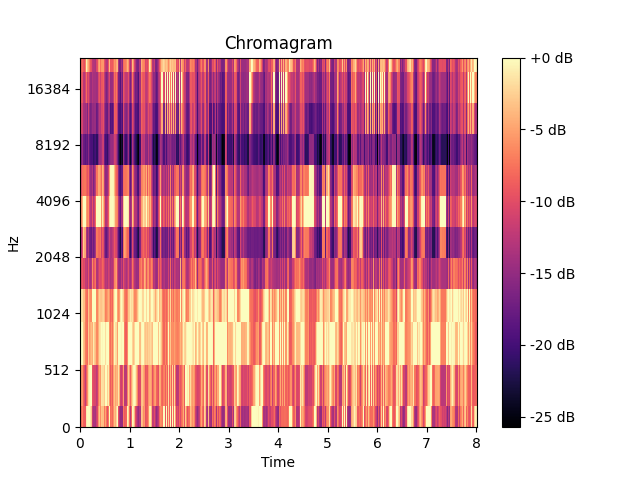 Chromagram
Hz
16384
8192
4096
2048
1024
512
0
0 1 2 3 4 5 6 7 8
Time
+0 dB
-5 dB
-10 dB
-15 dB
-20 dB
-25 dB